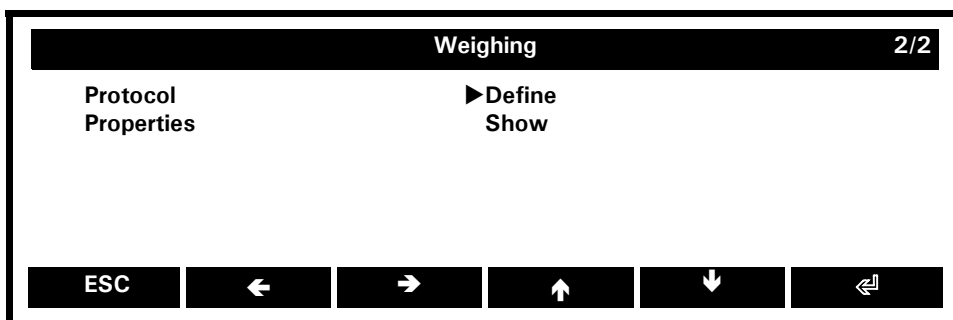 Weighing 2/2
Protocol ▶Define
Properties Show
ESC ← → ↑ ↓ ⏎